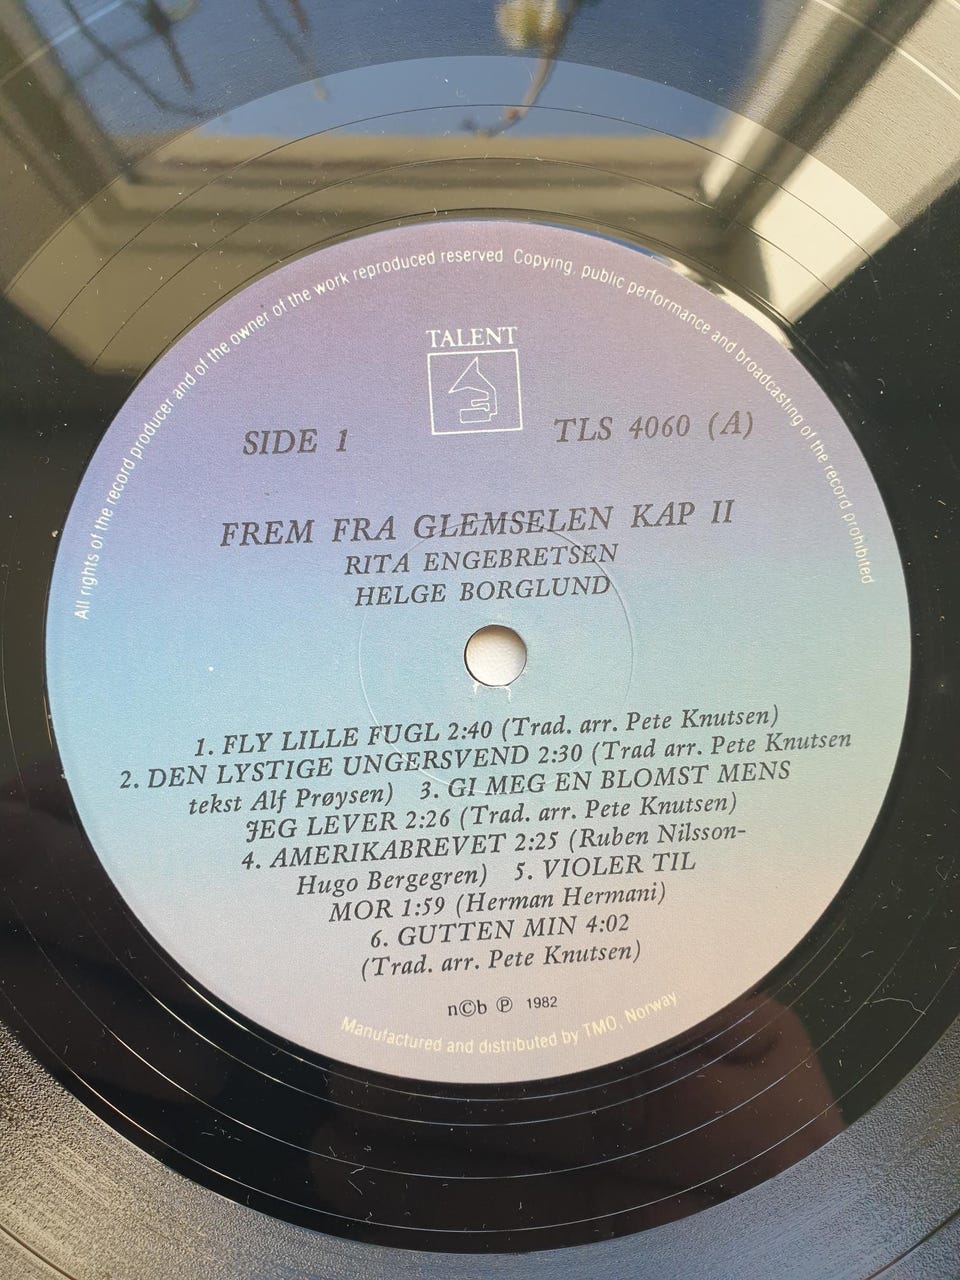 All rights of the record producer and of the owner of the work reproduced reserved Copying, public performance and broadcasting of the record prohibited
TALENT
SIDE 1
TLS 4060 (A)
FREM FRA GLEMSELEN KAP II
RITA ENGEBRETSEN
HELGE BORGLUND
1. FLY LILLE FUGL 2:40 (Trad. arr. Pete Knutsen)
2. DEN LYSTIGE UNGERSVEND 2:30 (Trad arr. Pete Knutsen
tekst Alf Prøysen) 3. GI MEG EN BLOMST MENS
JEG LEVER 2:26 (Trad. arr. Pete Knutsen)
4. AMERIKABREVET 2:25 (Ruben Nilsson-
Hugo Bergegren) 5. VIOLER TIL
MOR 1:59 (Herman Hermani)
6. GUTTEN MIN 4:02
(Trad. arr. Pete Knutsen)
n©b ℗ 1982
Manufactured and distributed by TMO, Norway